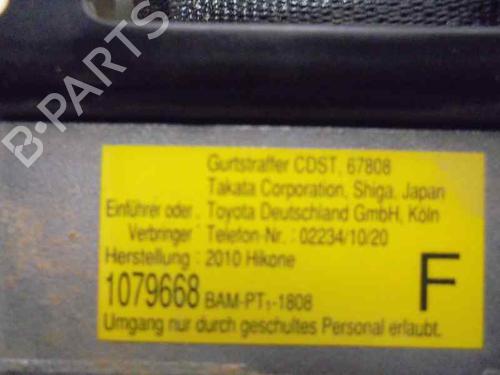 B-PARTS
Gurtstraffer CDST, 67808
Takata Corporation, Shiga, Japan
Einführer oder Toyota Deutschland GmbH, Köln
Verbringer Telefon-Nr.: 02234/10/20
Herstellung : 2010 Hikone
1079668 BAM-PT₁-1808
F
Umgang nur durch geschultes Personal erlaubt.